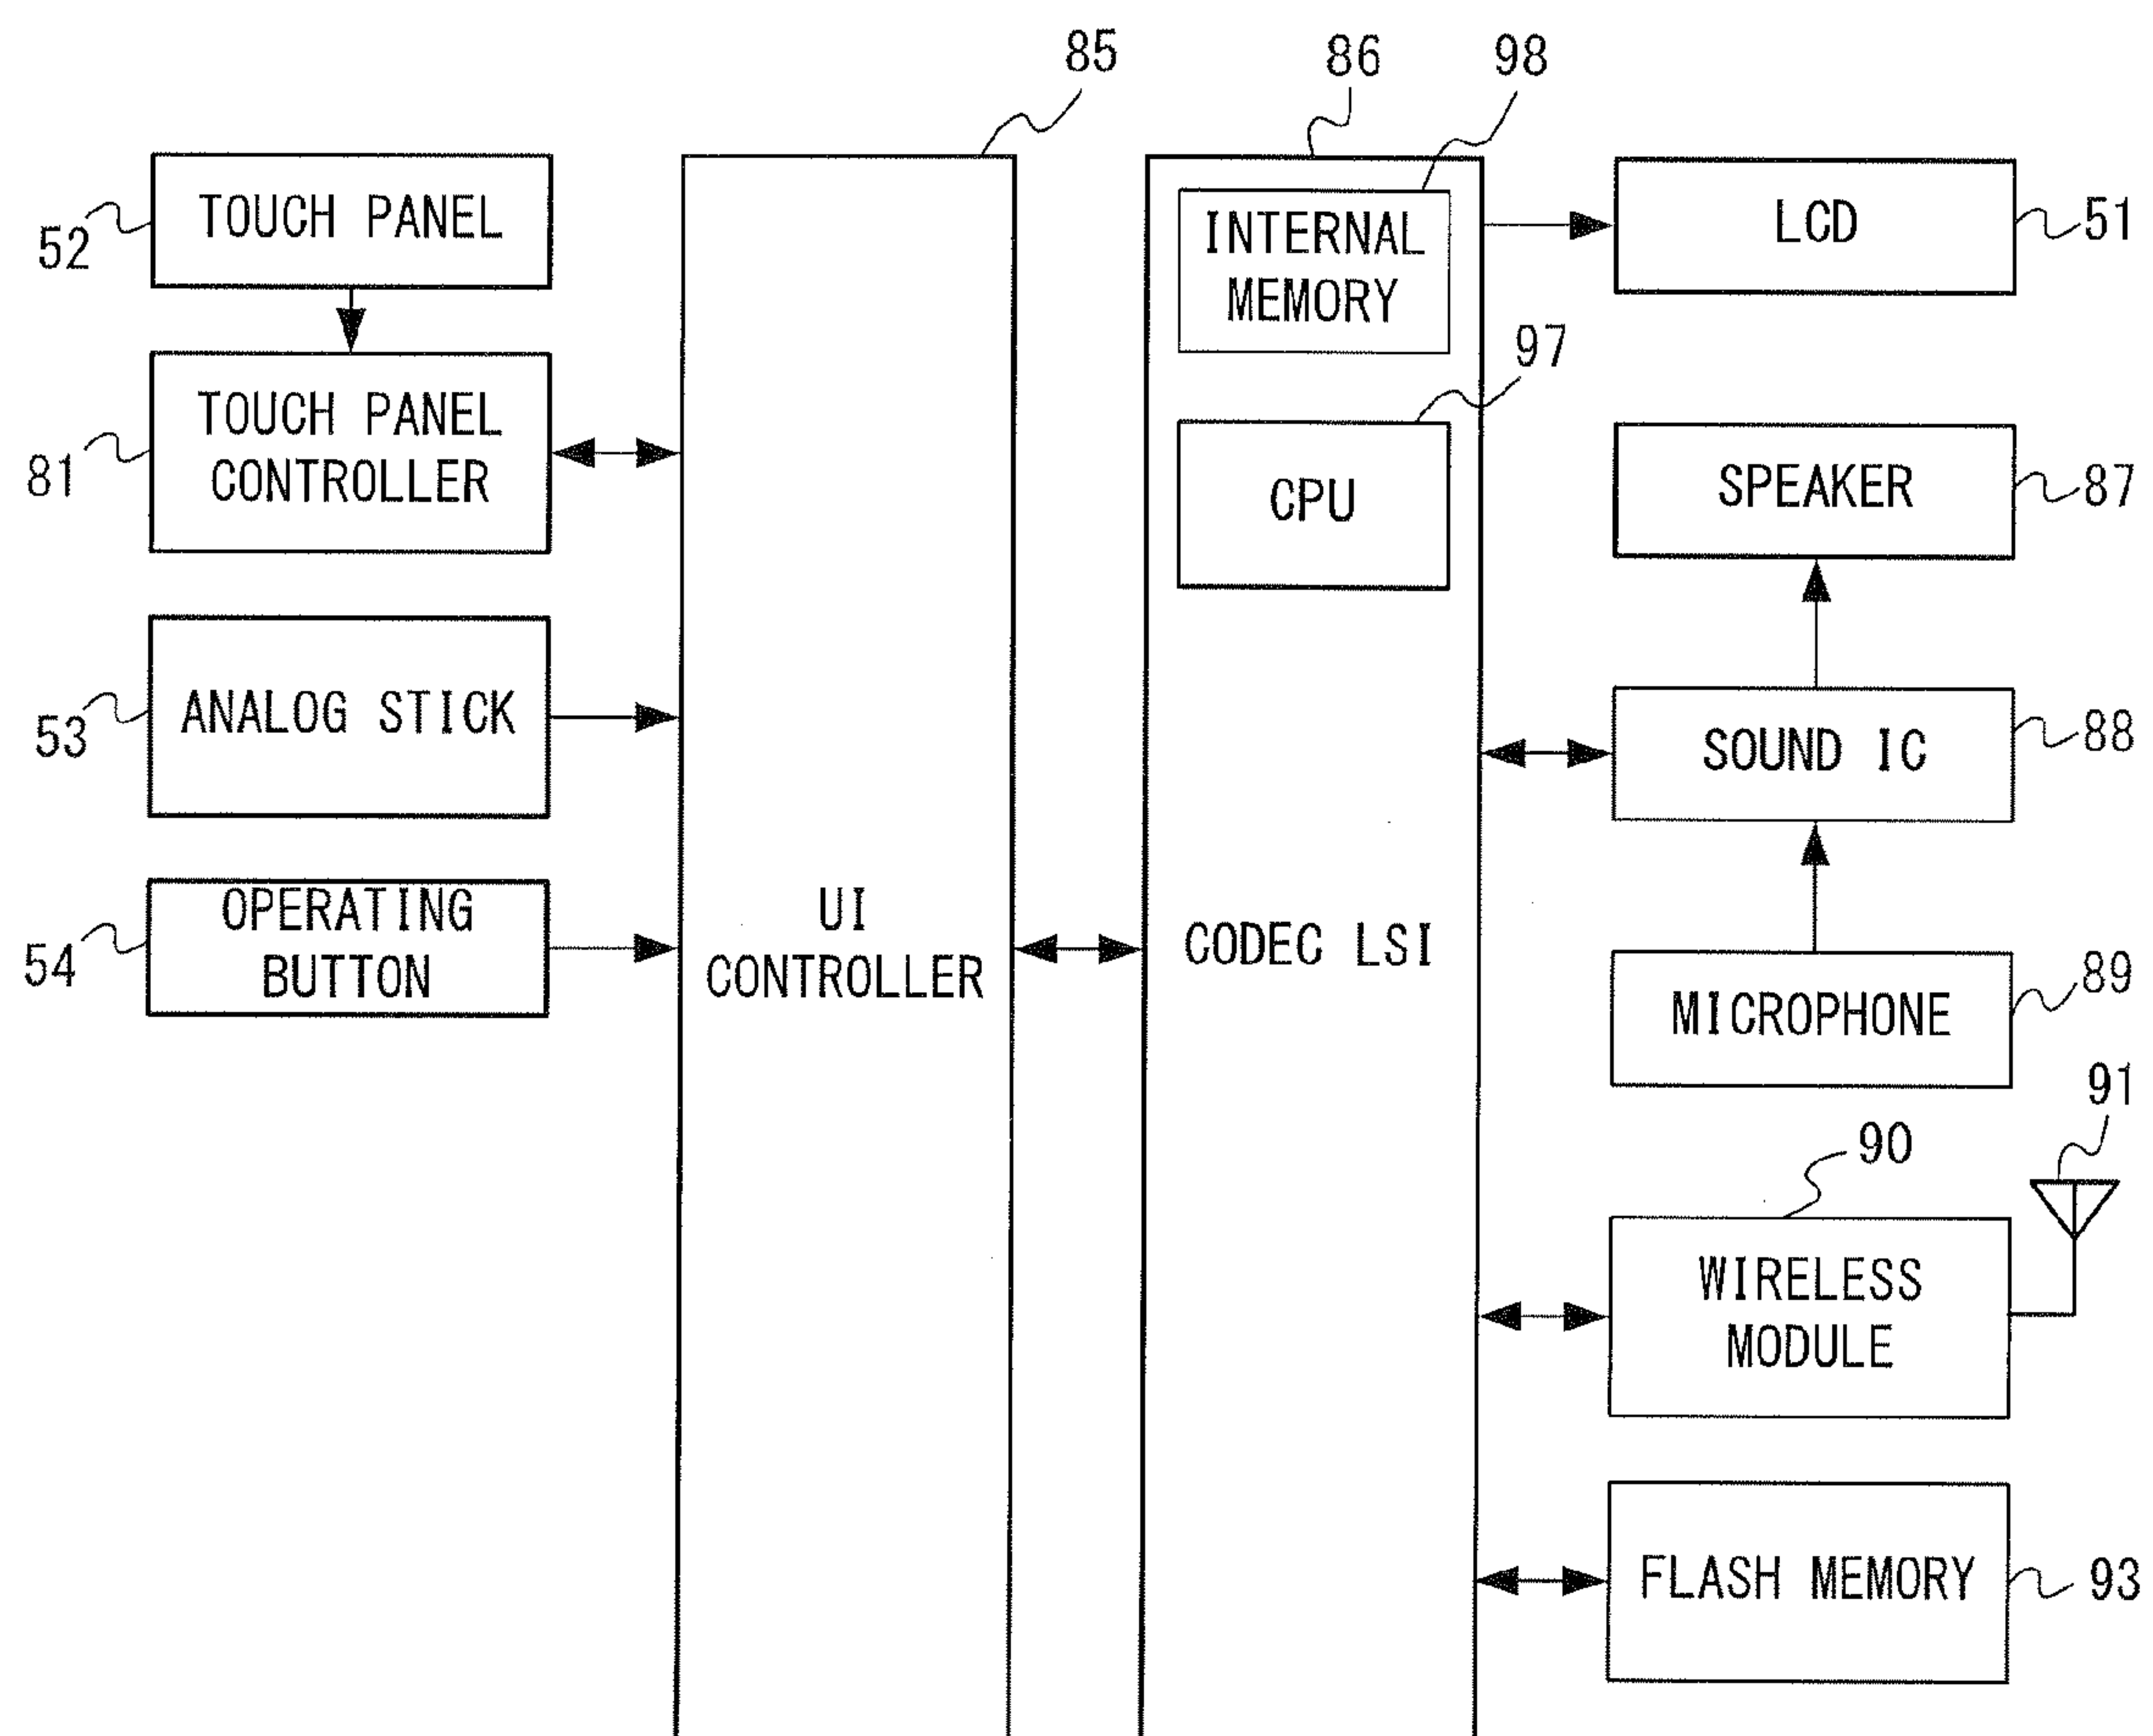 85
86
98
TOUCH PANEL
52
INTERNAL
MEMORY
LCD
51
97
TOUCH PANEL
CONTROLLER
81
CPU
SPEAKER
87
ANALOG STICK
53
SOUND IC
88
OPERATING
BUTTON
54
UI
CONTROLLER
CODEC LSI
MICROPHONE
89
91
90
WIRELESS
MODULE
FLASH MEMORY
93